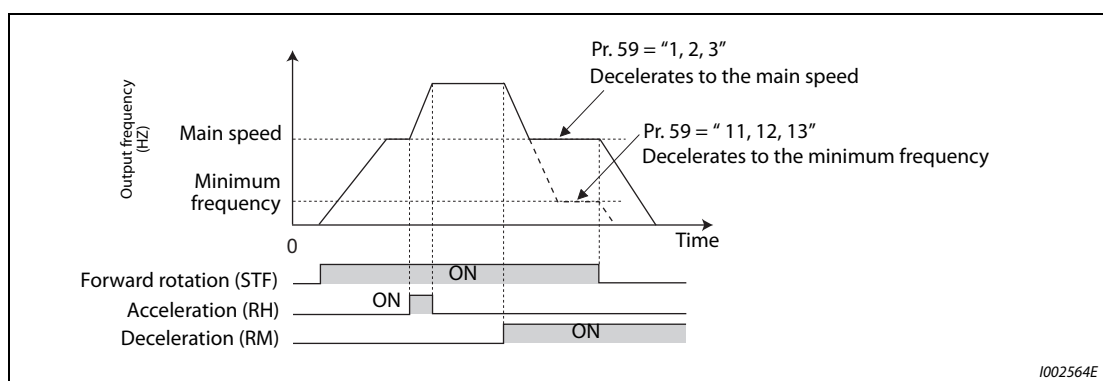 Pr. 59 = “1, 2, 3”
Decelerates to the main speed
Output frequency
(HZ)
Main speed
Pr. 59 = “ 11, 12, 13”
Decelerates to the minimum frequency
Minimum
frequency
0
Time
Forward rotation (STF)
ON
Acceleration (RH)
ON
Deceleration (RM)
ON
I002564E